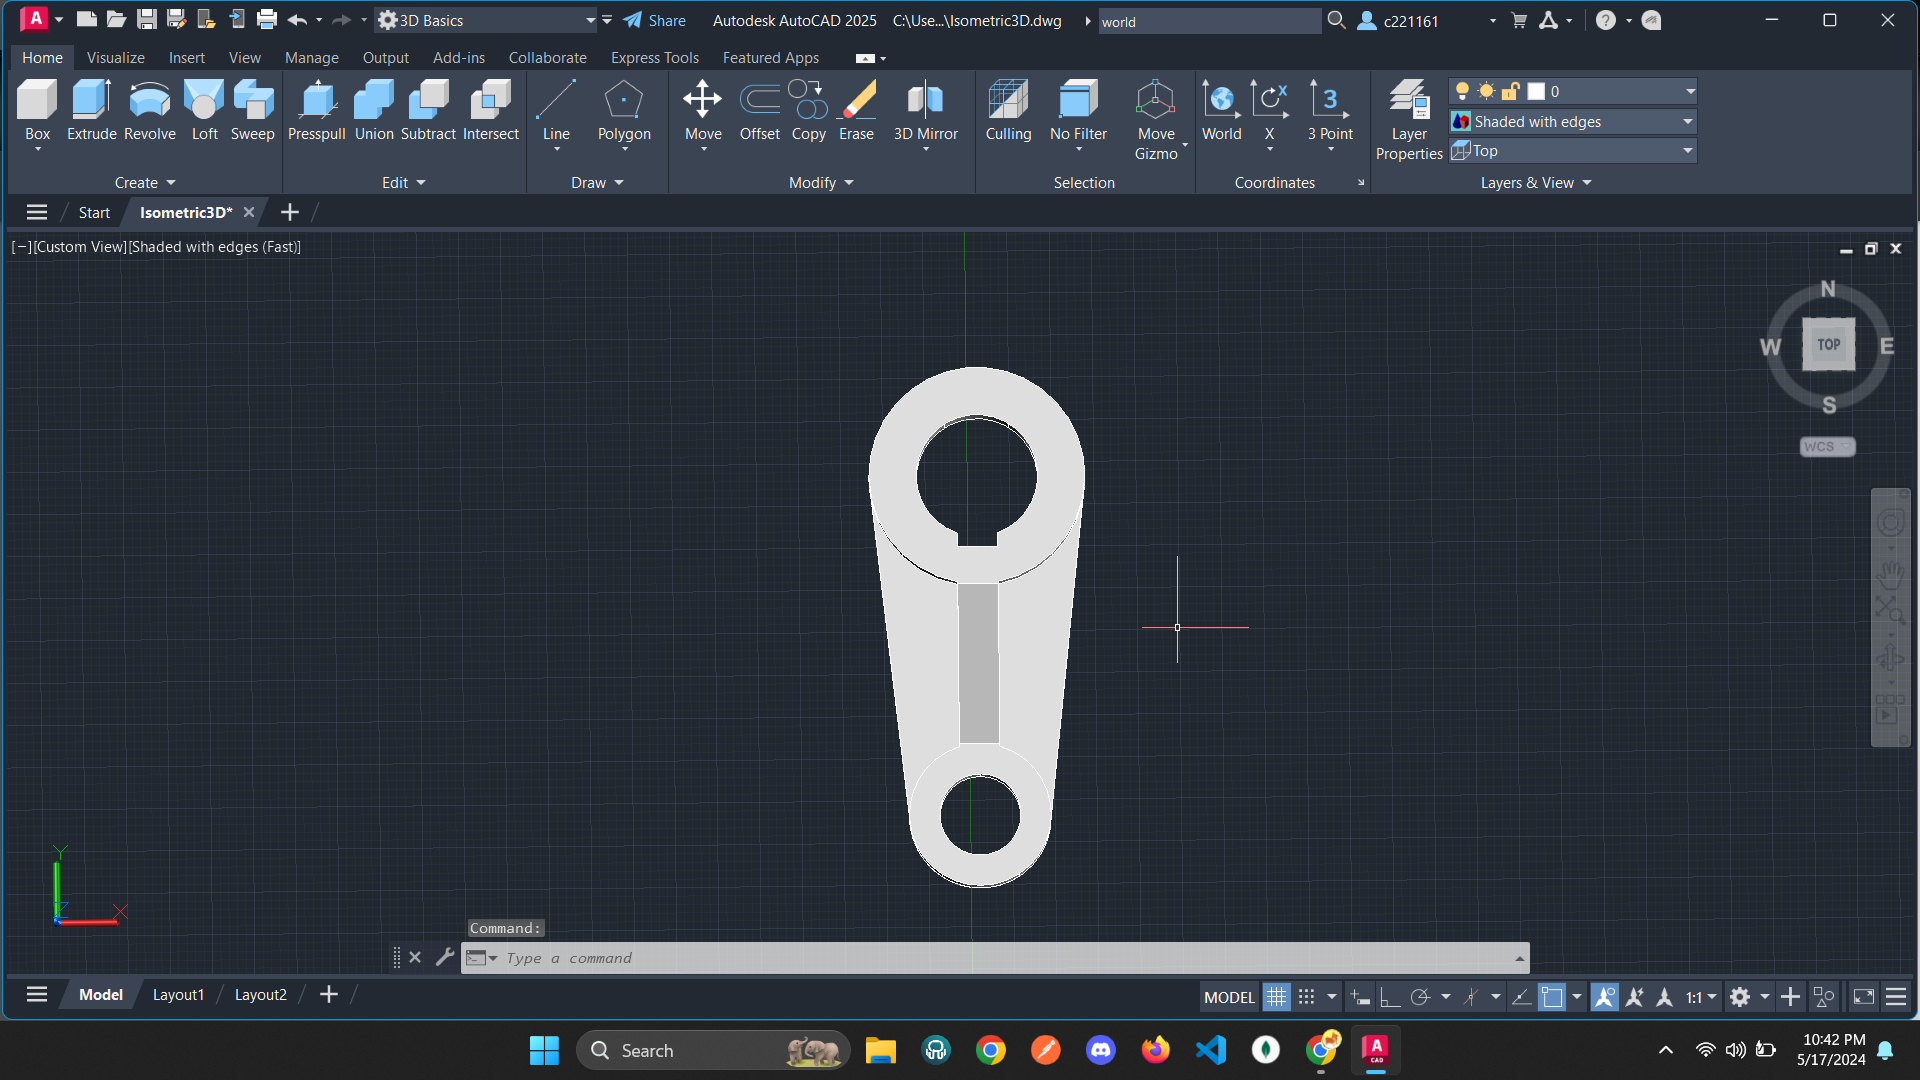 A 3D Basics Share Autodesk AutoCAD 2025 C:\Use...\Isometric3D.dwg world c221161
Home Visualize Insert View Manage Output Add-ins Collaborate Express Tools Featured Apps
Box Extrude Revolve Loft Sweep Presspull Union Subtract Intersect Line Polygon Move Offset Copy Erase 3D Mirror Culling No Filter Move Gizmo World X 3 Point Layer Properties
0
Shaded with edges
Top
Create Edit Draw Modify Selection Coordinates Layers & View
Start Isometric3D*
[−][Custom View][Shaded with edges (Fast)]
N
W TOP E
S
WCS
Y
Z X
Command:
Type a command
Model Layout1 Layout2 MODEL 1:1
Search
A CAD
10:42 PM
5/17/2024